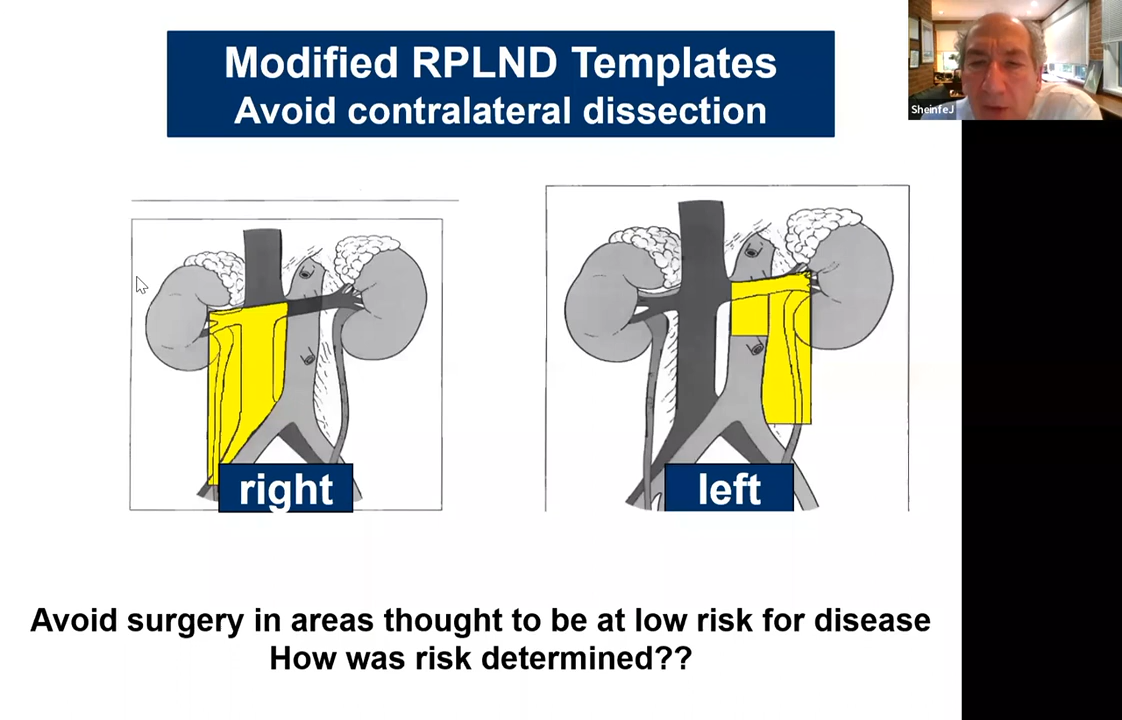 Modified RPLND Templates
Avoid contralateral dissection
SheinfeJ
right
left
Avoid surgery in areas thought to be at low risk for disease
How was risk determined??